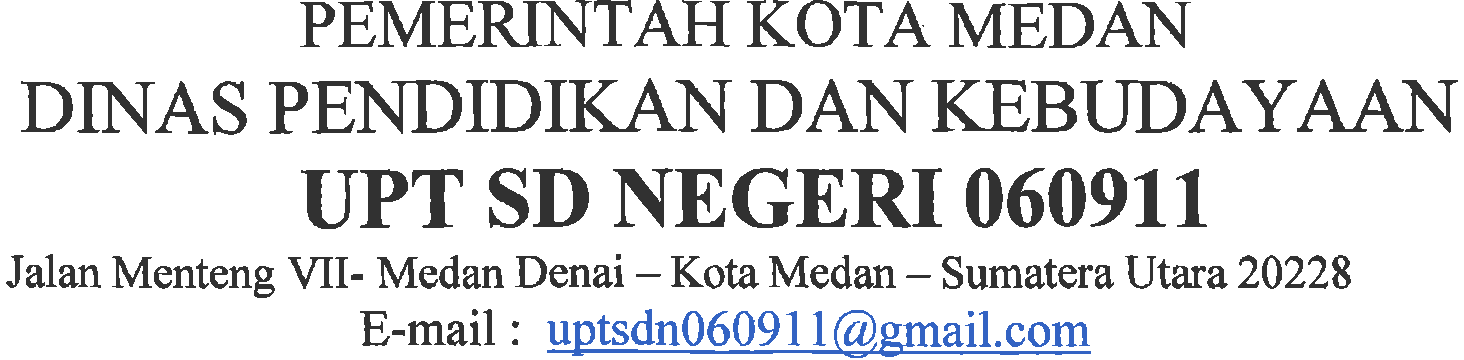 PEMERINTAH KOTA MEDAN
DINAS PENDIDIKAN DAN KEBUDAYAAN
UPT SD NEGERI 060911
Jalan Menteng VII- Medan Denai – Kota Medan – Sumatera Utara 20228
E-mail : uptsdn060911@gmail.com